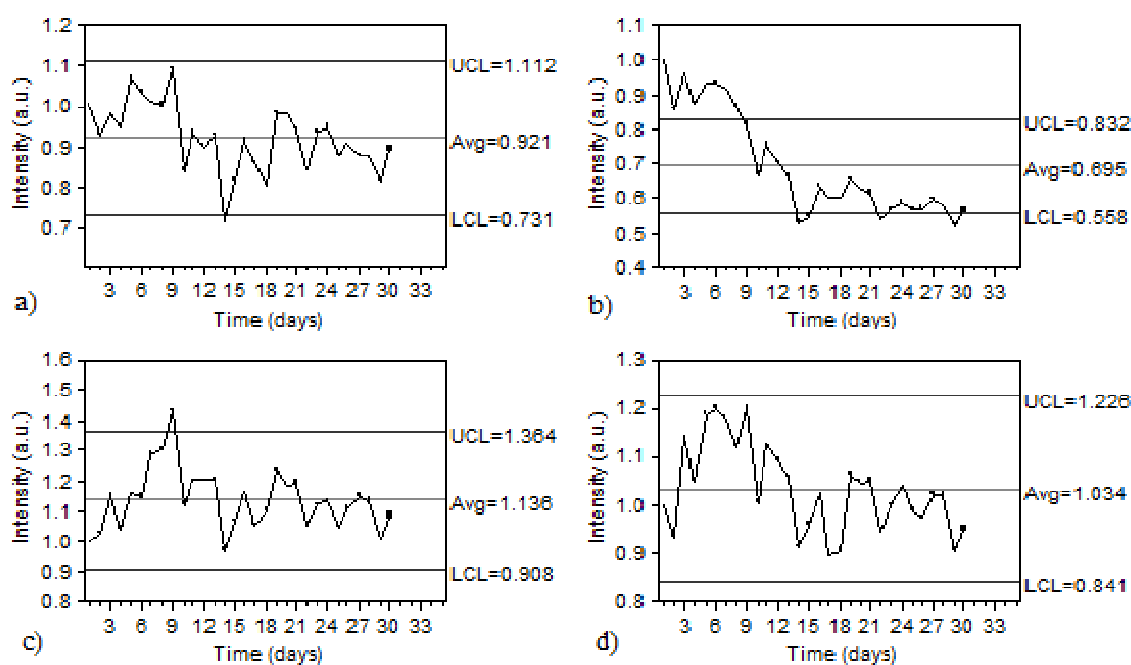 1.2
1.1
1.0
0.9
0.8
0.7
Intensity (a.u.)
UCL=1.112
Avg=0.921
LCL=0.731
3 6 9 12 15 18 21 24 27 30 33
Time (days)
a)
1.1
1.0
0.9
0.8
0.7
0.6
0.5
0.4
Intensity (a.u.)
UCL=0.832
Avg=0.695
LCL=0.558
3 6 9 12 15 18 21 24 27 30 33
Time (days)
b)
1.6
1.5
1.4
1.3
1.2
1.1
1.0
0.9
0.8
Intensity (a.u.)
UCL=1.364
Avg=1.136
LCL=0.908
3 6 9 12 15 18 21 24 27 30 33
Time (days)
c)
1.3
1.2
1.1
1.0
0.9
0.8
Intensity (a.u.)
UCL=1.226
Avg=1.034
LCL=0.841
3 6 9 12 15 18 21 24 27 30 33
Time (days)
d)